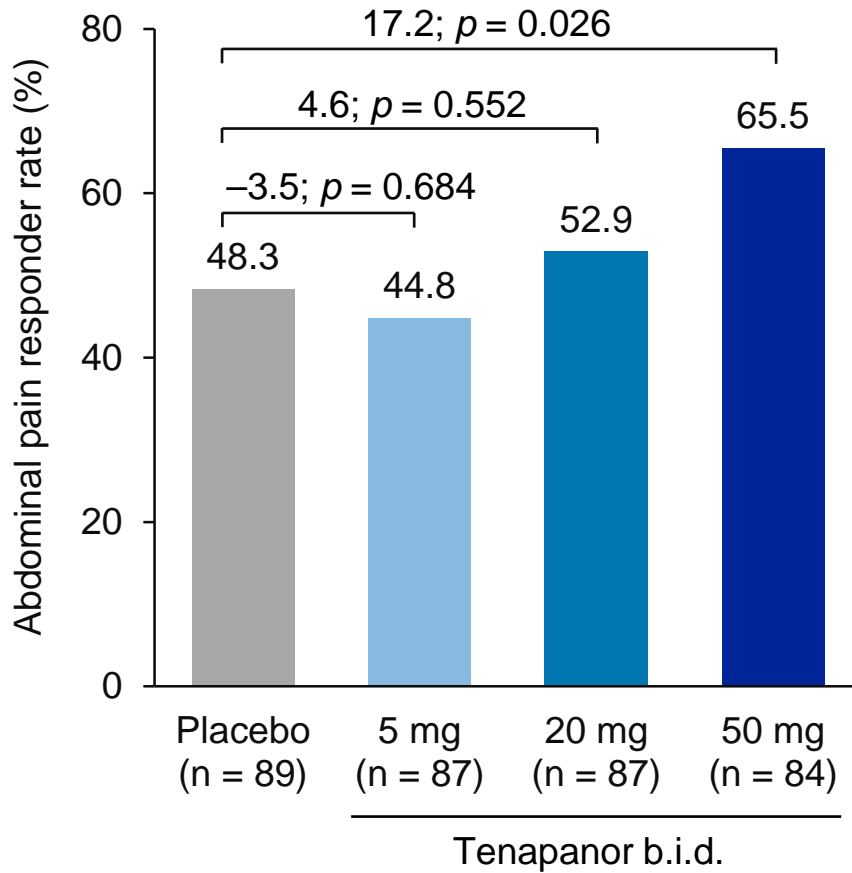 Abdominal pain responder rate (%)
80
60
40
20
0
17.2; p = 0.026
4.6; p = 0.552
–3.5; p = 0.684
48.3
44.8
52.9
65.5
Placebo
(n = 89)
5 mg
(n = 87)
20 mg
(n = 87)
50 mg
(n = 84)
Tenapanor b.i.d.